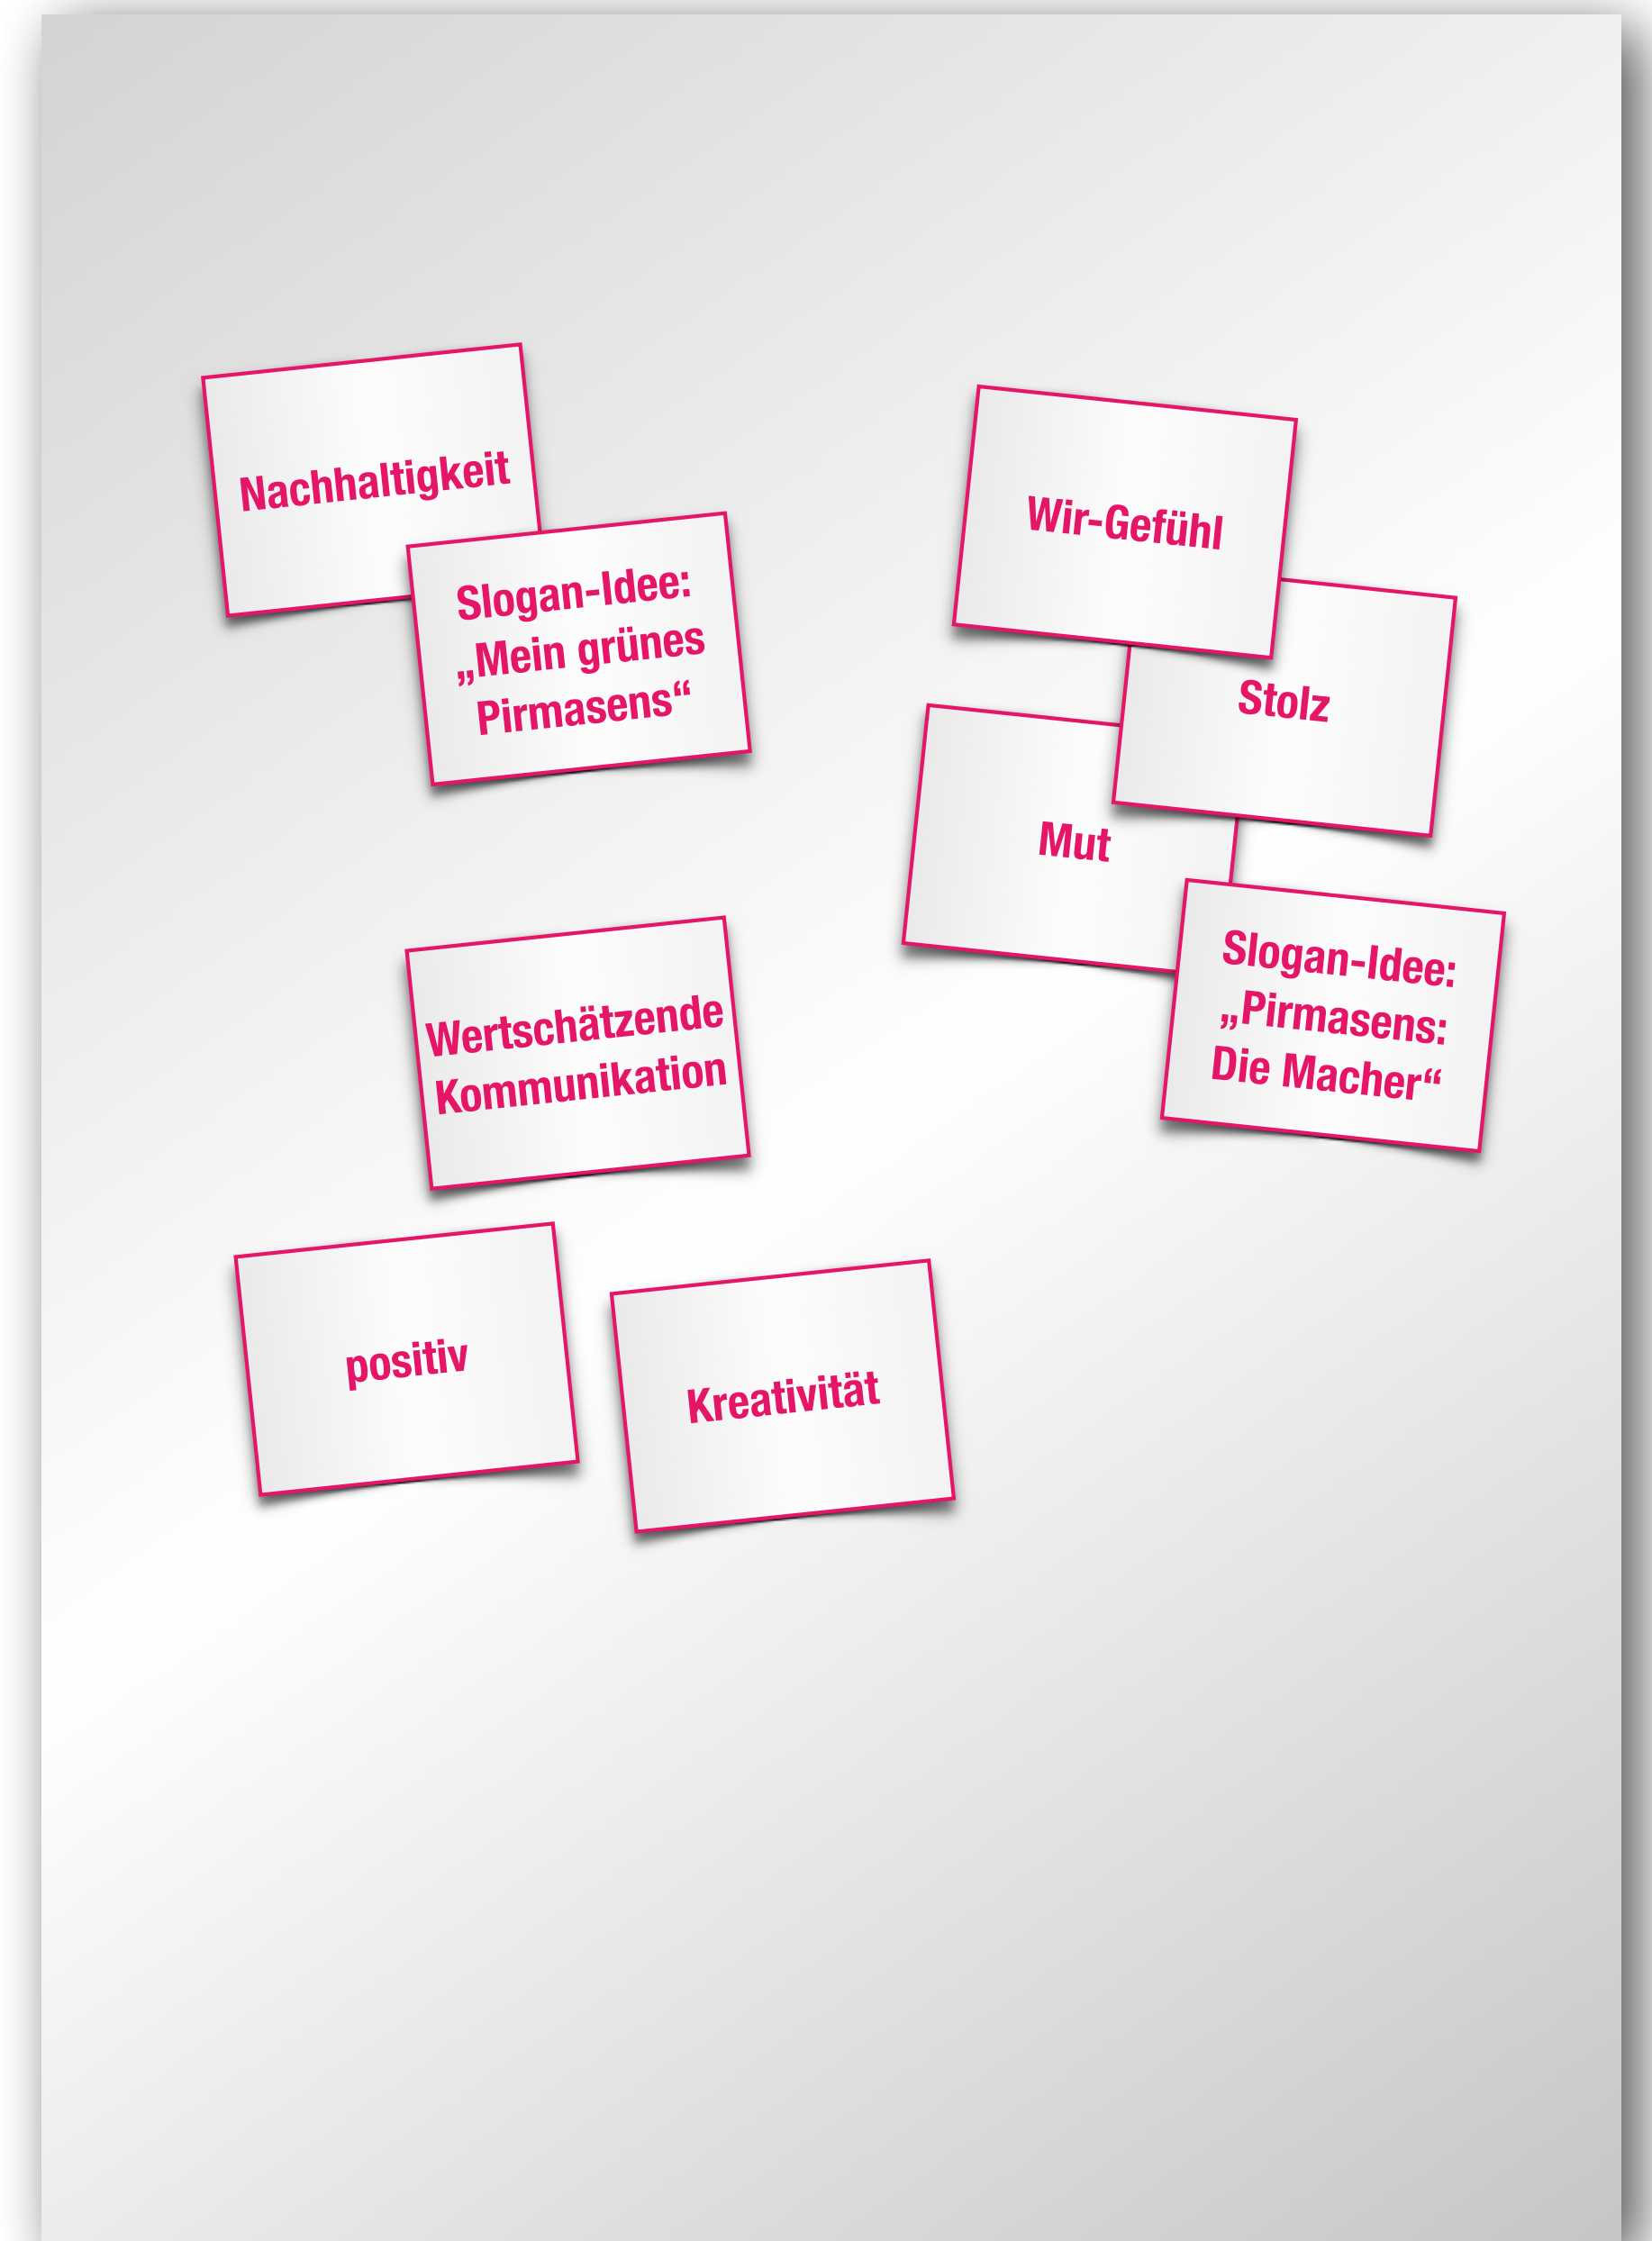 Nachhaltigkeit
Slogan-Idee:
„Mein grünes
Pirmasens“
Wir-Gefühl
Stolz
Mut
Slogan-Idee:
„Pirmasens:
Die Macher“
Wertschätzende
Kommunikation
positiv
Kreativität